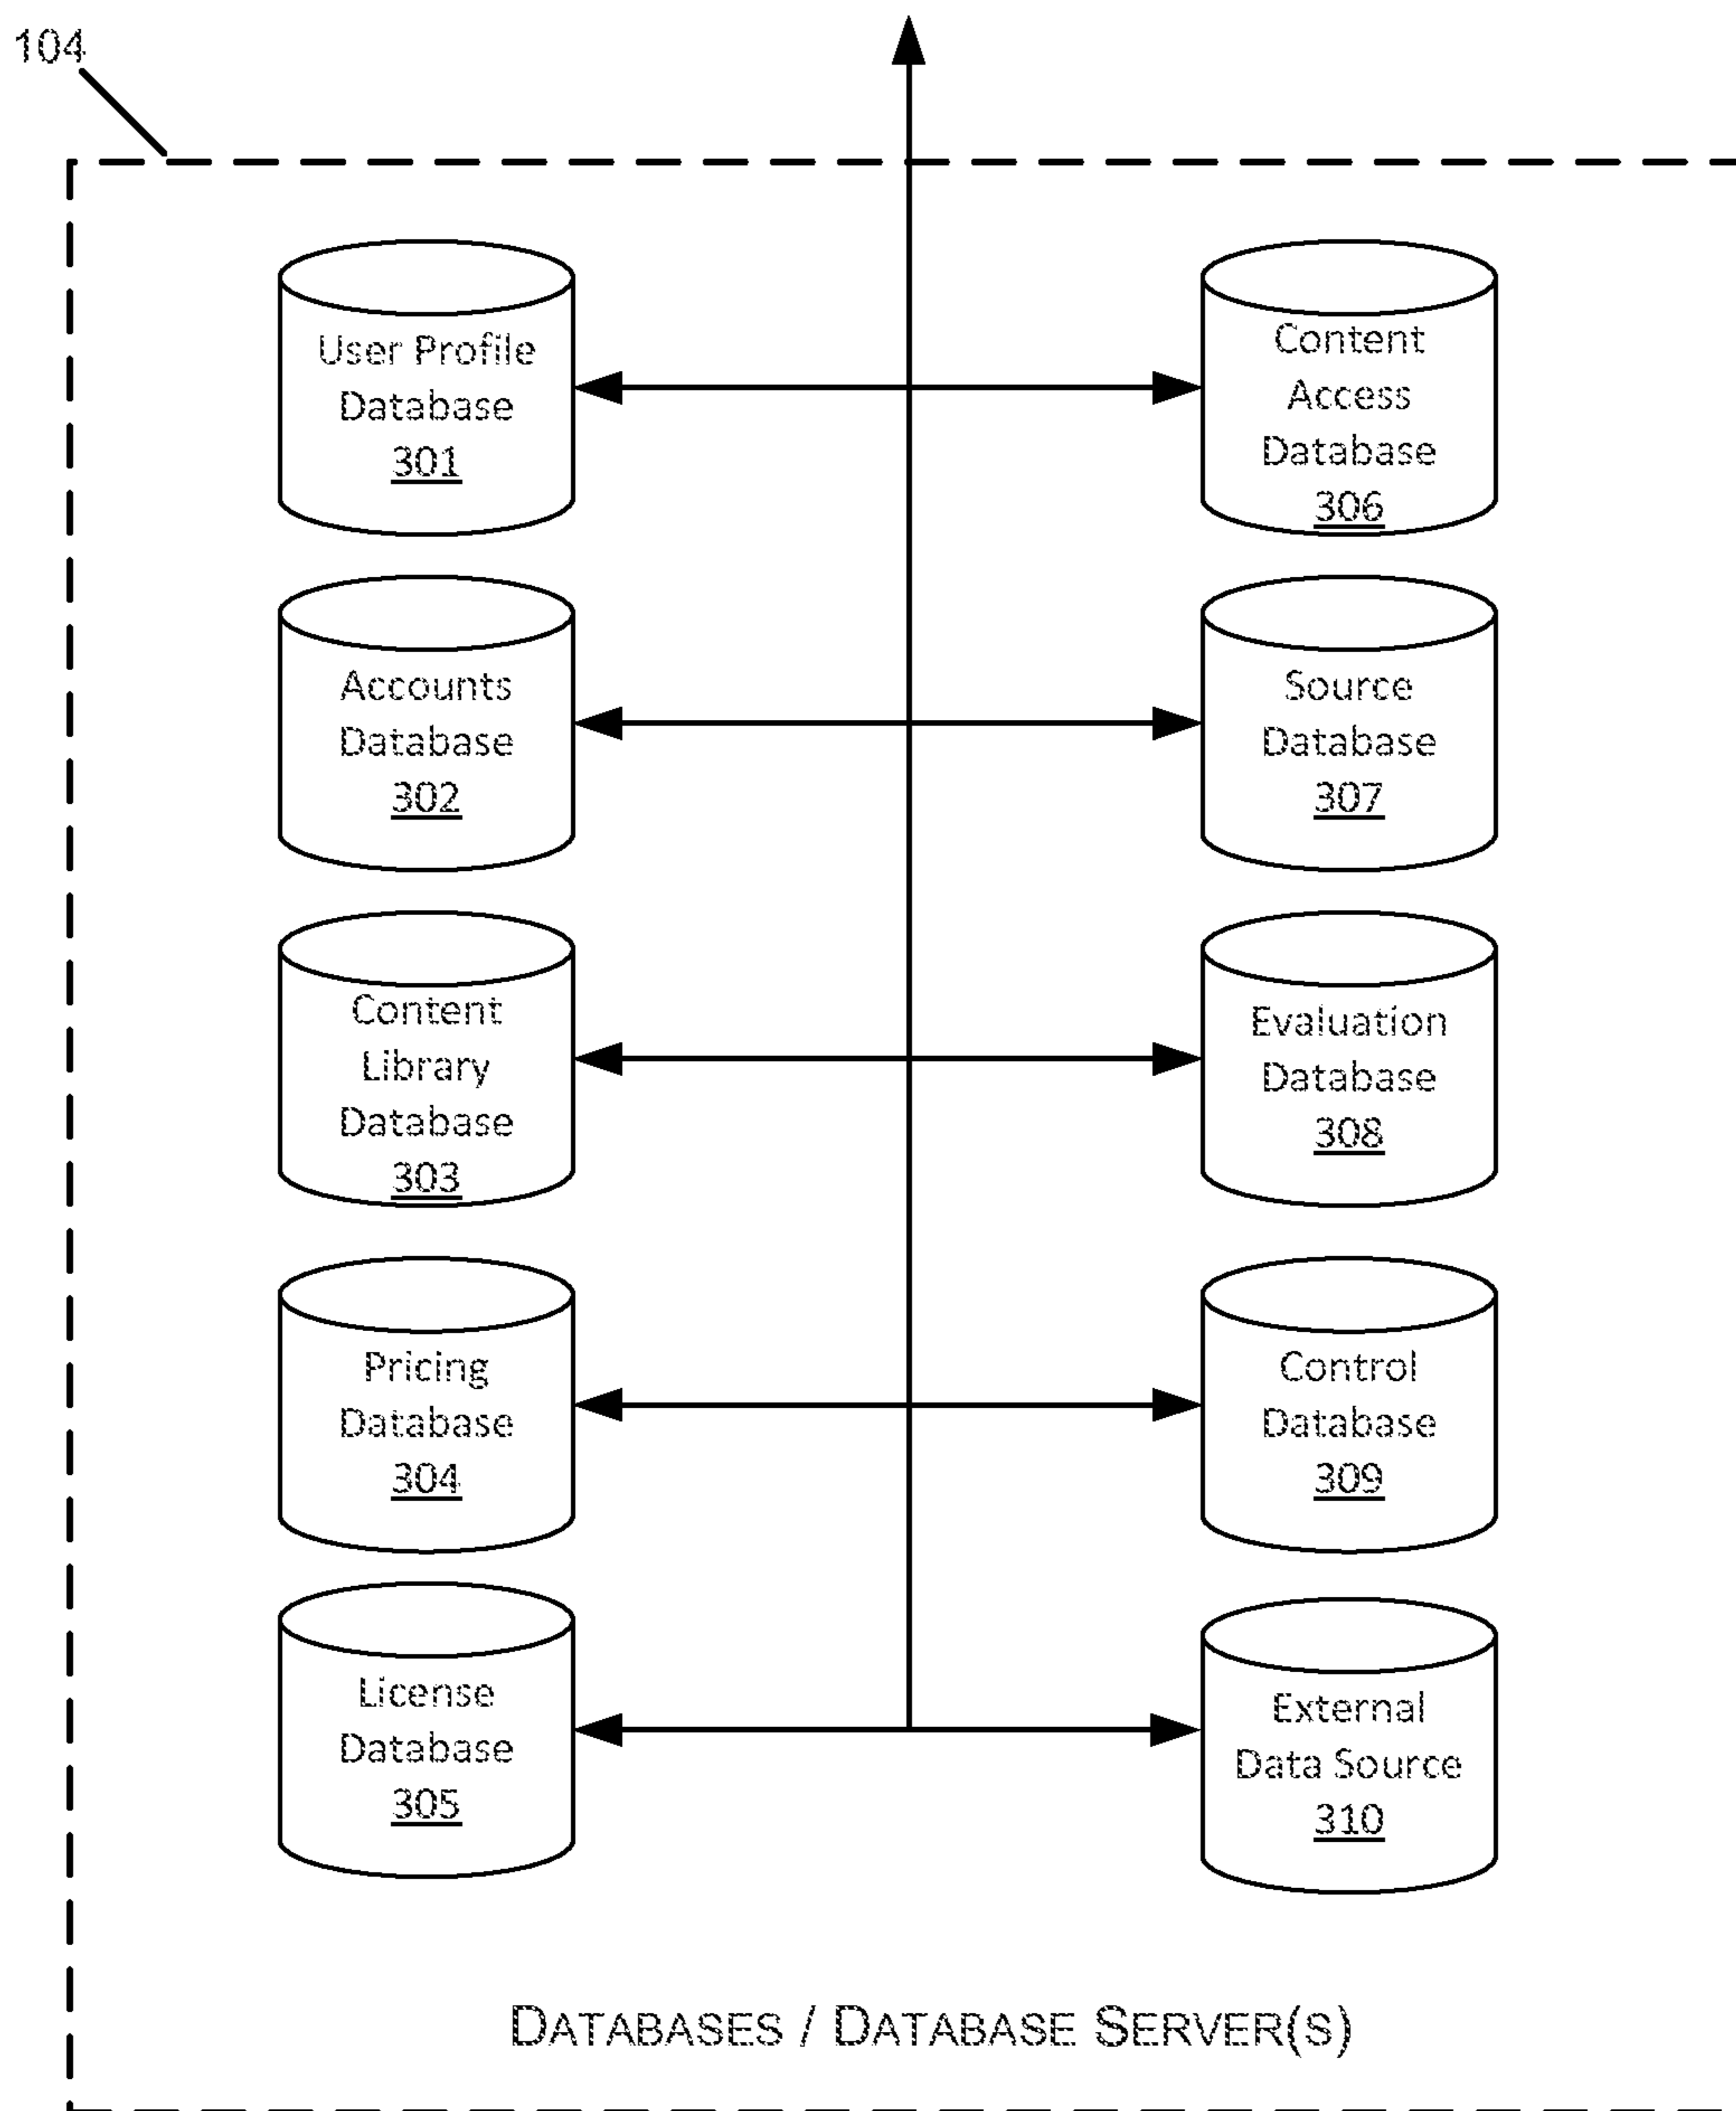 104
User Profile
Database
301
Content
Access
Database
306
Accounts
Database
302
Source
Database
307
Content
Library
Database
303
Evaluation
Database
308
Pricing
Database
304
Control
Database
309
License
Database
305
External
Data Source
310
DATABASES / DATABASE SERVER(S)